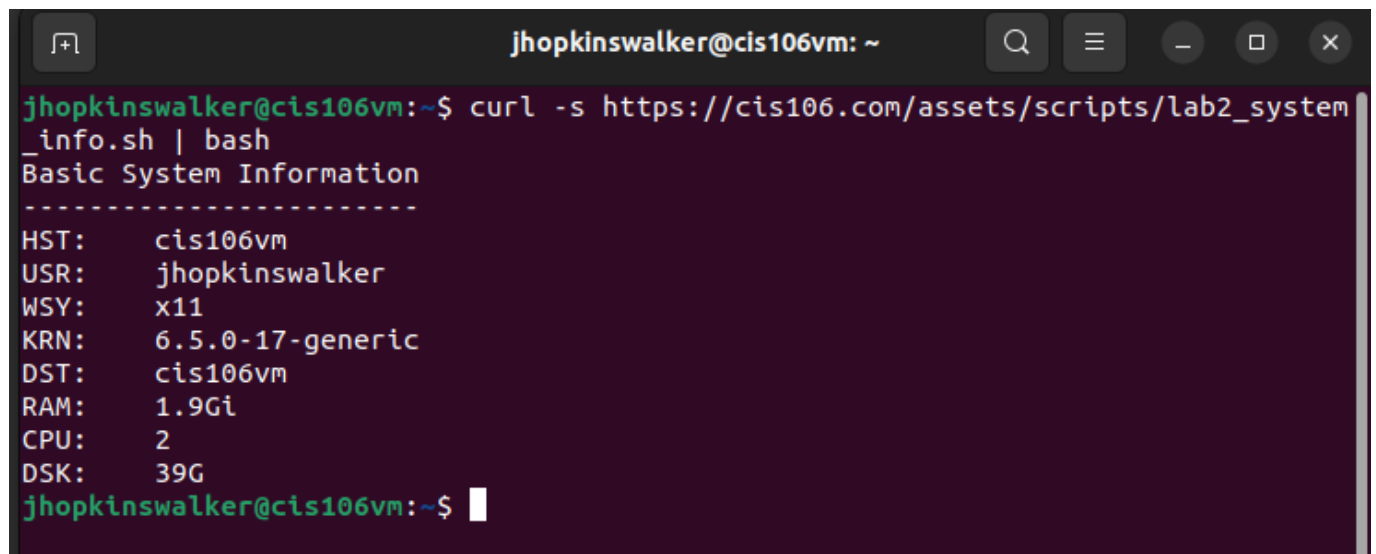 jhopkinswalker@cis106vm: ~
jhopkinswalker@cis106vm:~$ curl -s https://cis106.com/assets/scripts/lab2_system
_info.sh | bash
Basic System Information
------------------------
HST:    cis106vm
USR:    jhopkinswalker
WSY:    x11
KRN:    6.5.0-17-generic
DST:    cis106vm
RAM:    1.9Gi
CPU:    2
DSK:    39G
jhopkinswalker@cis106vm:~$